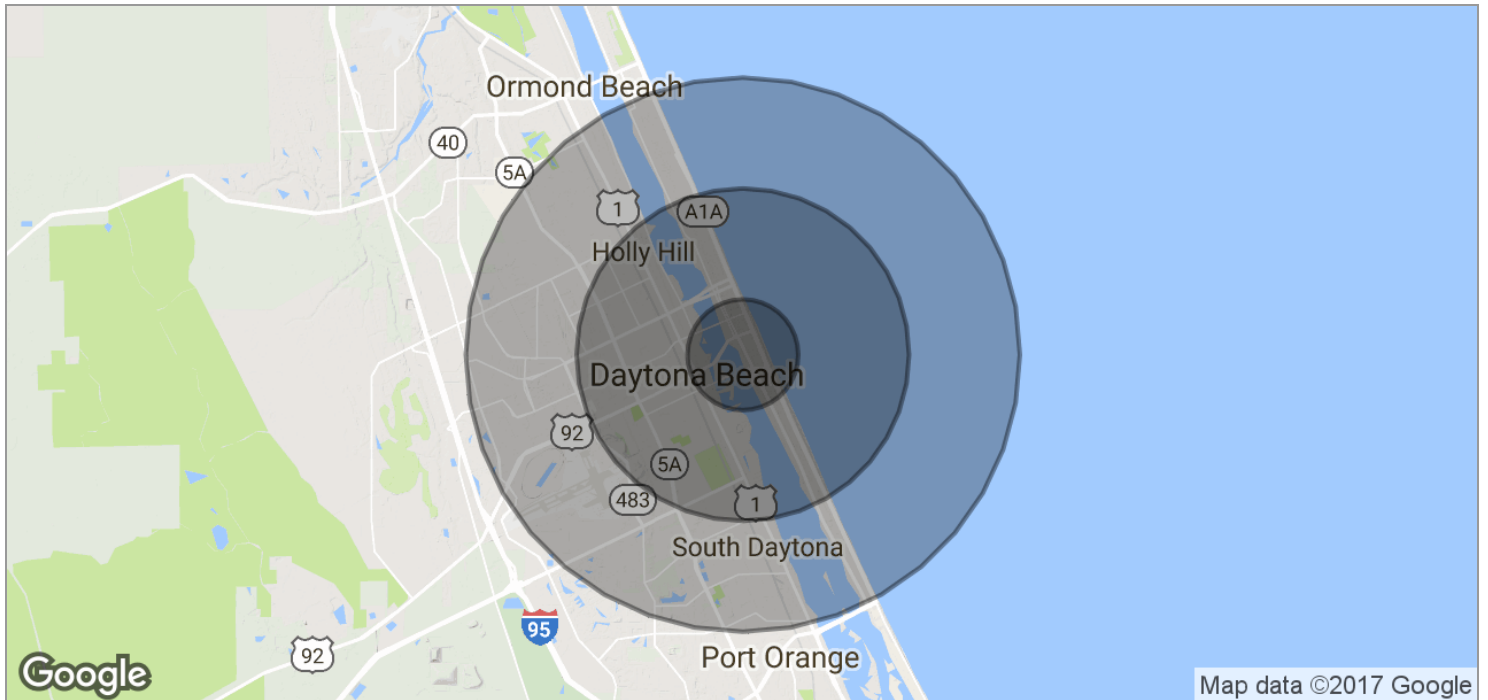 Ormond Beach
40
5A
1
A1A
Holly Hill
Daytona Beach
92
5A
483
1
South Daytona
95
92
Port Orange
Google
Map data ©2017 Google